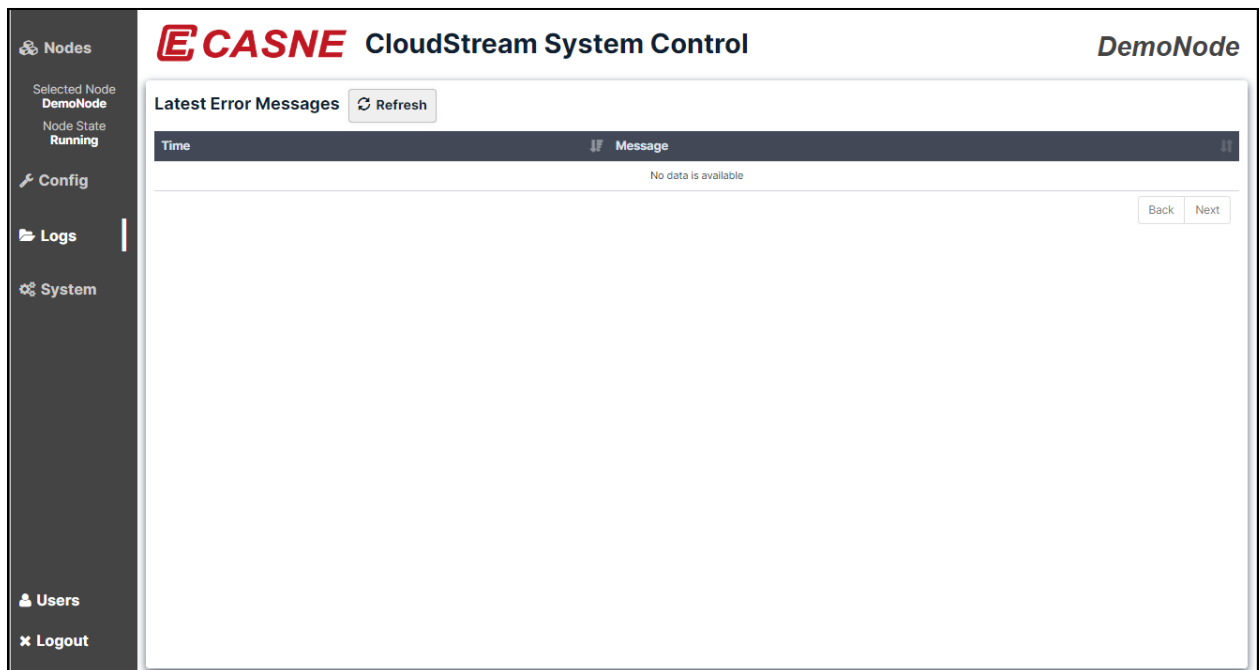 Nodes
Selected Node
DemoNode
Node State
Running
Config
Logs
System
Users
Logout
E CASNE CloudStream System Control
DemoNode
Latest Error Messages Refresh
Time Message
No data is available
Back Next